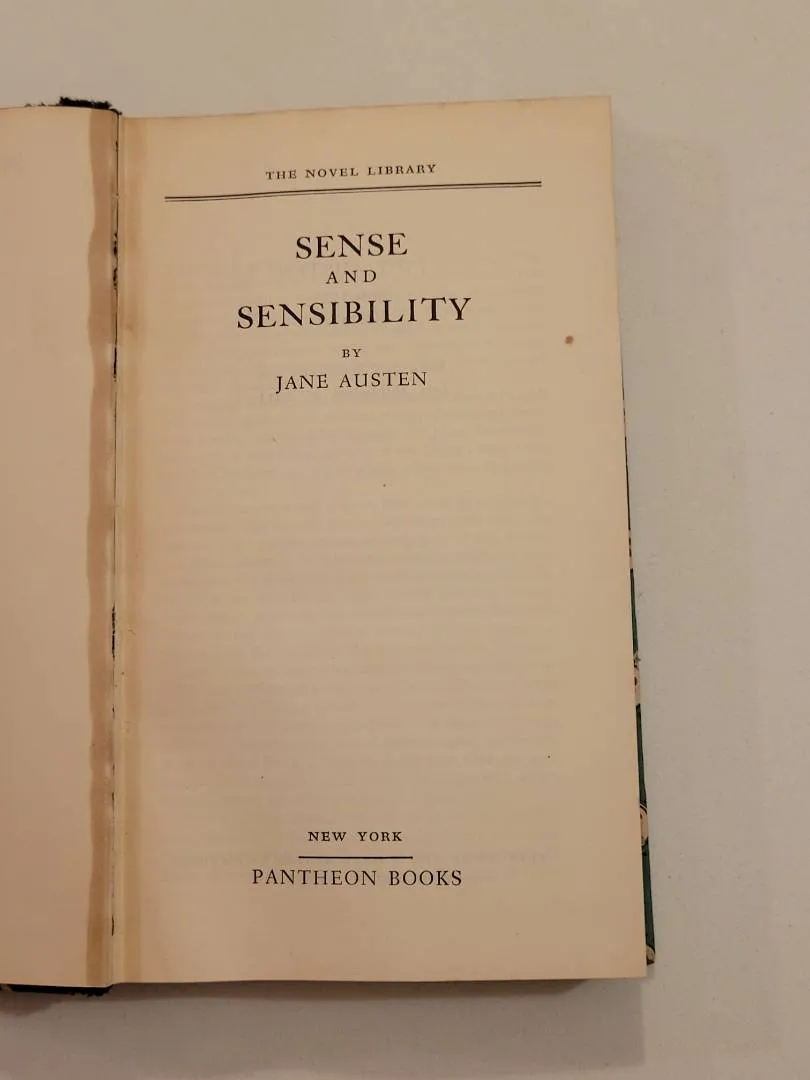 THE NOVEL LIBRARY
SENSE
AND
SENSIBILITY
BY
JANE AUSTEN
NEW YORK
PANTHEON BOOKS